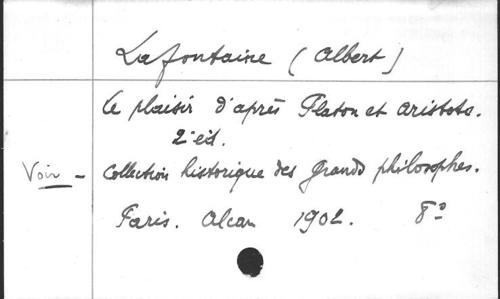 Lafontaine (Albert)
Le plaisir d'après Platon et Aristote.
2e éd.
Voir - Collection historique des Grands philosophes.
Paris. Alcan 1902. 8°